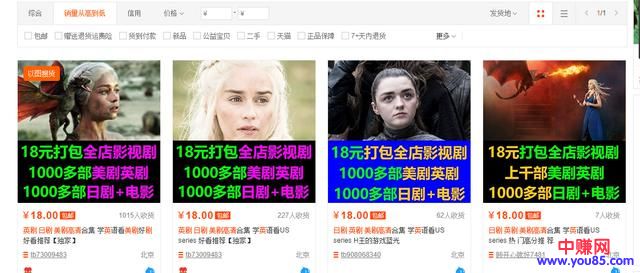 综合 销量从高到低 信用 价格 ¥ - ¥ 发货地 1/1
包邮 赠送退货运费险 货到付款 新品 公益宝贝 二手 天猫 正品保障 7+天内退货 更多
以图搜货
18元打包全店影视剧
1000多部美剧英剧
1000多部日剧+电影
18元打包全店影视剧
1000多部美剧英剧
1000多部日剧+电影
18元打包全店影视剧
1000多部美剧英剧
1000多部日剧+电影
18元打包全店影视剧
上千部美剧英剧
1000多部日剧+电影
¥18.00 包邮 1015人收货
英剧 日剧 美剧高清合集 学英语看美剧好剧
好看推荐【独家】
tb73009483
¥18.00 包邮 227人收货
英剧 日剧 美剧高清合集 学英语看US
series 好看推荐【独家】
tb73009483
¥18.00 包邮 62人收货
英剧 日剧 美剧高清合集 学英语看US
series H王的游戏蓝光
tb908068340
¥18.00 包邮 7人收货
英剧 日剧 美剧高清合集 学英语看US
series 热门高分推荐
中赚网
www.you85.com